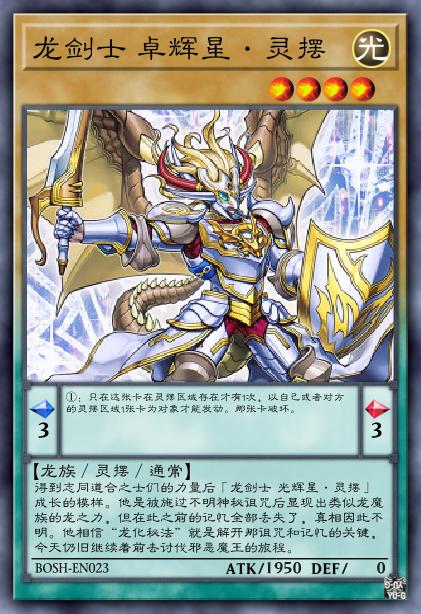 龙剑士 卓辉星·灵摆 光
①：只在这张卡在灵摆区域存在才有1次，以自己或者对方
的灵摆区域1张卡为对象才能发动。那张卡破坏。
3
3
【龙族／灵摆／通常】
得到志同道合之士们的力量后「龙剑士 光辉星·灵摆」
成长的模样。他是被施过不明神秘诅咒后显现出类似龙魔
族的龙之力，但在此之前的记忆全部丢失了，真相因此不
明。他相信“龙化秘法”就是解开那诅咒和记忆的关键，
今天仍旧继续着前去讨伐邪恶魔王的旅程。
BOSH-EN023 ATK/1950 DEF/ 0